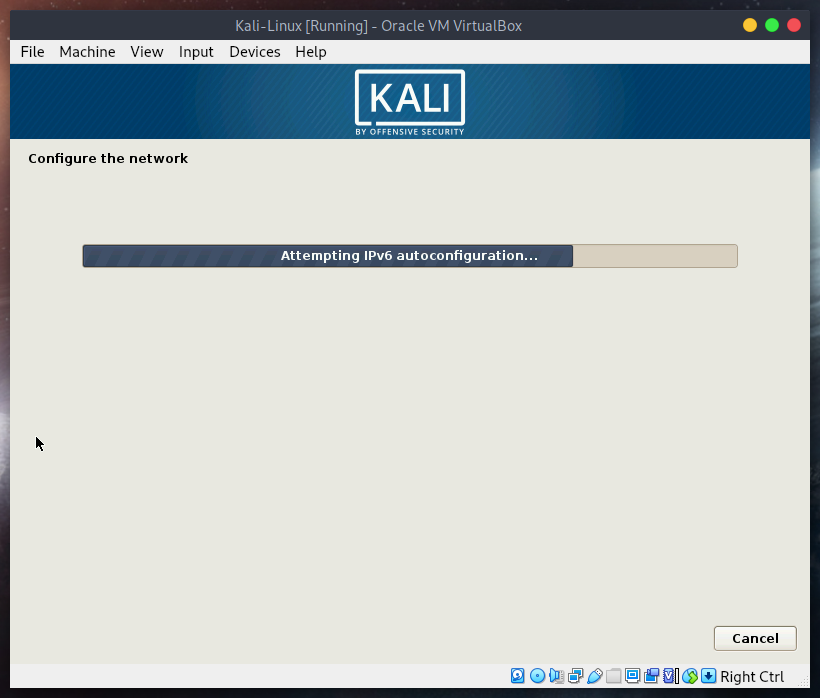 Kali-Linux [Running] - Oracle VM VirtualBox
File Machine View Input Devices Help
KALI
BY OFFENSIVE SECURITY
Configure the network
Attempting IPv6 autoconfiguration...
Cancel
Right Ctrl